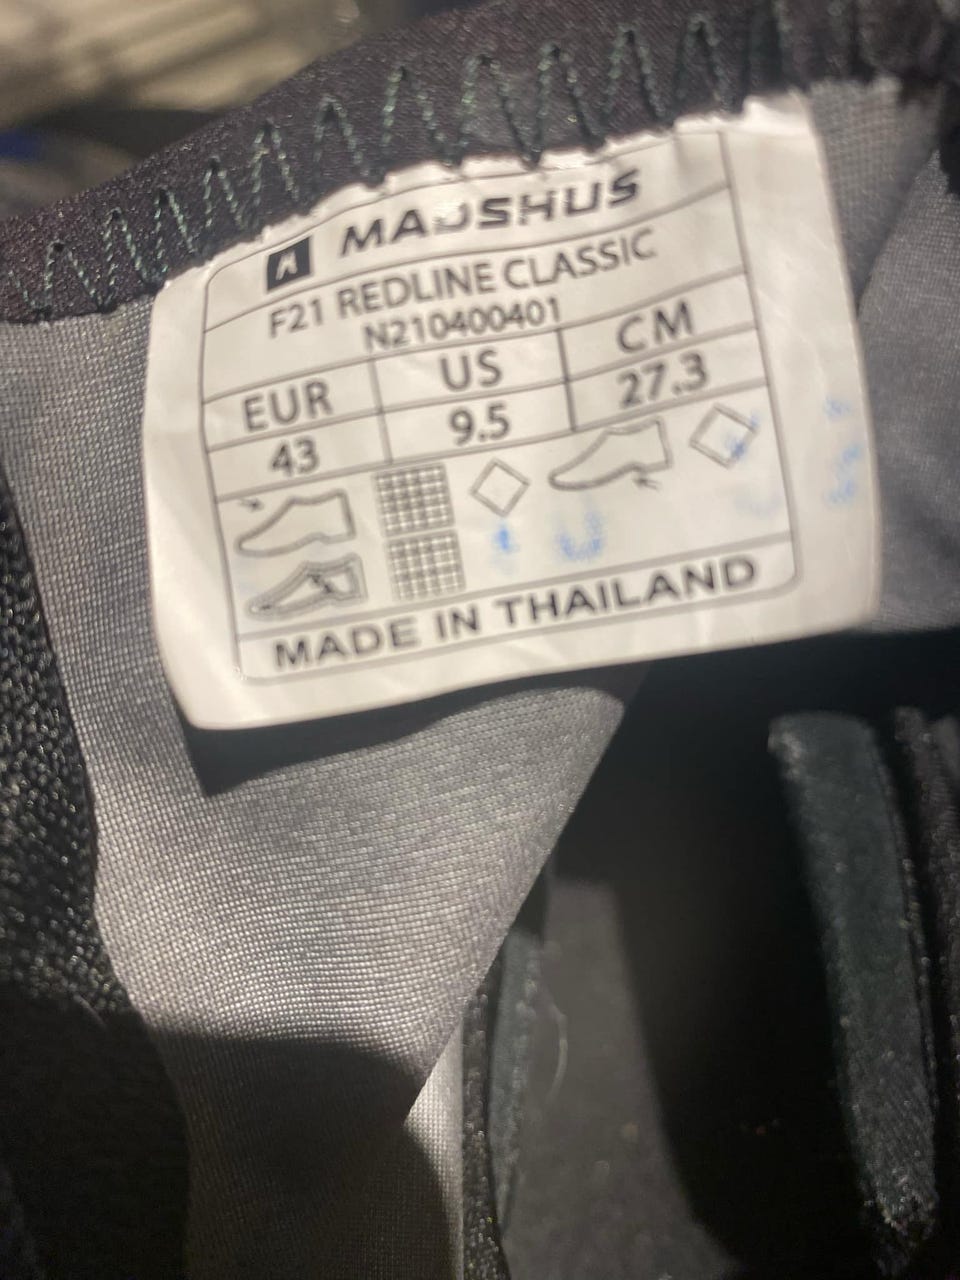 MADSHUS
F21 REDLINE CLASSIC
N210400401
EUR US CM
43 9.5 27.3
MADE IN THAILAND